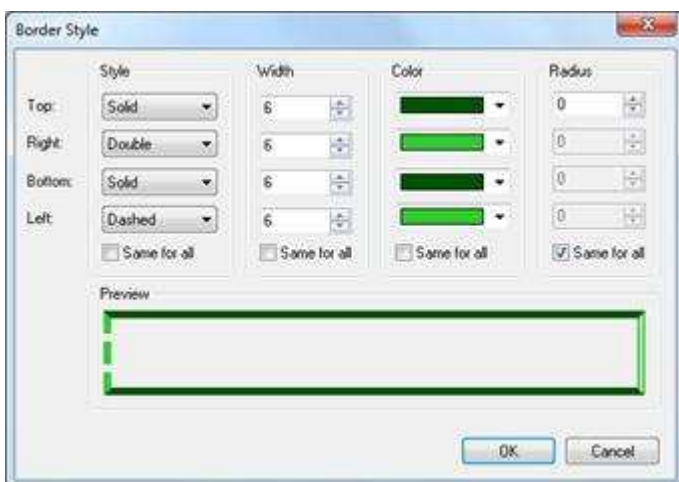 Border Style
Style Width Color Radius
Top: Solid 6 0
Right: Double 6 0
Bottom: Solid 6 0
Left: Dashed 6 0
Same for all Same for all Same for all Same for all
Preview
OK Cancel